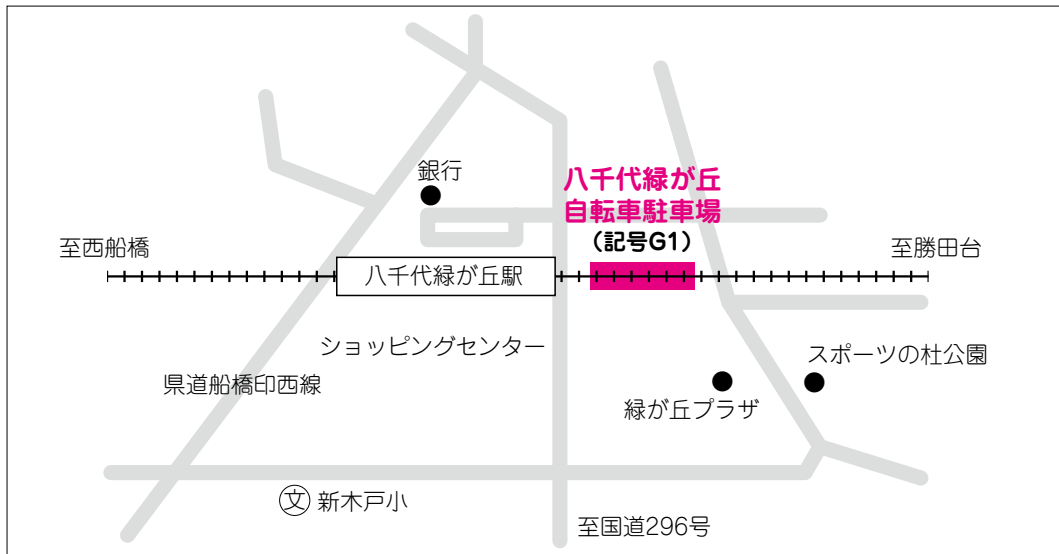 銀行
八千代緑が丘
自転車駐車場
（記号G1）
至西船橋
至勝田台
八千代緑が丘駅
ショッピングセンター
スポーツの杜公園
県道船橋印西線
緑が丘プラザ
文 新木戸小
至国道296号